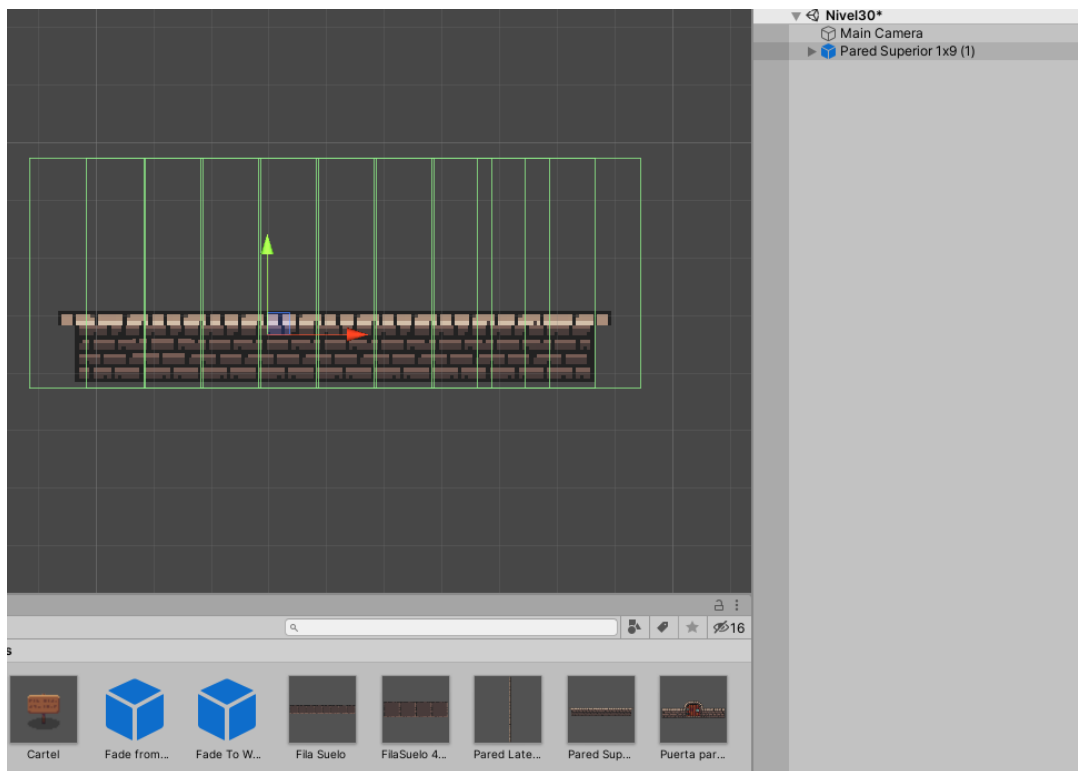 Nivel30*
Main Camera
Pared Superior 1x9 (1)
16
s
Cartel
Fade from...
Fade To W...
Fila Suelo
FilaSuelo 4...
Pared Late...
Pared Sup...
Puerta par...